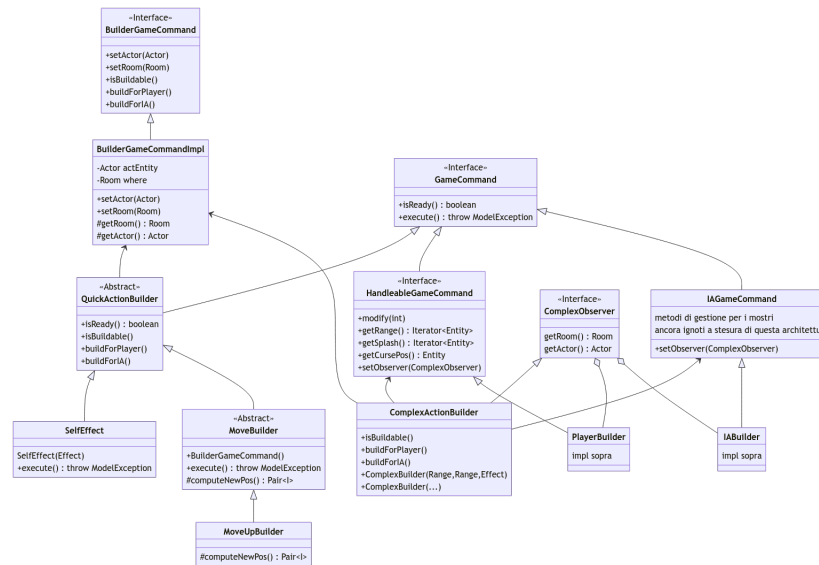 «Interface»
BuilderGameCommand
+setActor(Actor)
+setRoom(Room)
+isBuildable()
+buildForPlayer()
+buildForIA()
BuilderGameCommandImpl
-Actor actEntity
-Room where
+setActor(Actor)
+setRoom(Room)
#getRoom() : Room
#getActor() : Actor
«Interface»
GameCommand
+isReady() : boolean
+execute() : throw ModelException
«Abstract»
QuickActionBuilder
+isReady() : boolean
+isBuildable()
+buildForPlayer()
+buildForIA()
«Interface»
HandleableGameCommand
+modify(int)
+getRange() : Iterator<Entity>
+getSplash() : Iterator<Entity>
+getCursePos() : Entity
+setObserver(ComplexObserver)
«Interface»
ComplexObserver
getRoom() : Room
getActor() : Actor
IAGameCommand
metodi di gestione per i mostri
ancora ignoti a stesura di questa architettu
+setObserver(ComplexObserver)
SelfEffect
SelfEffect(Effect)
+execute() : throw ModelException
«Abstract»
MoveBuilder
+BuilderGameCommand()
+execute() : throw ModelException
#computeNewPos() : Pair<I>
ComplexActionBuilder
+isBuildable()
+buildForPlayer()
+buildForIA()
+ComplexBuilder(Range,Range,Effect)
+ComplexBuilder(...)
PlayerBuilder
impl sopra
IABuilder
impl sopra
MoveUpBuilder
#computeNewPos() : Pair<I>